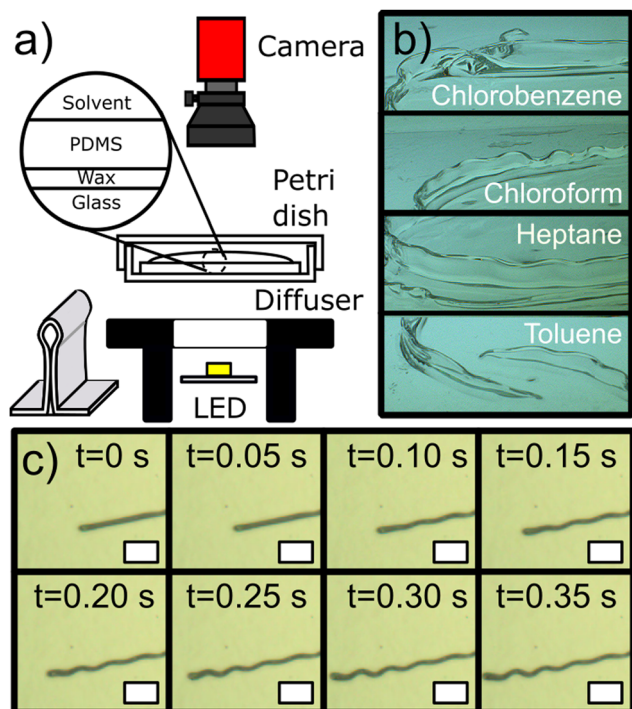 a)
Camera
Solvent
PDMS
Wax
Glass
Petri
dish
Diffuser
LED
b)
Chlorobenzene
Chloroform
Heptane
Toluene
c)
t=0 s
t=0.05 s
t=0.10 s
t=0.15 s
t=0.20 s
t=0.25 s
t=0.30 s
t=0.35 s